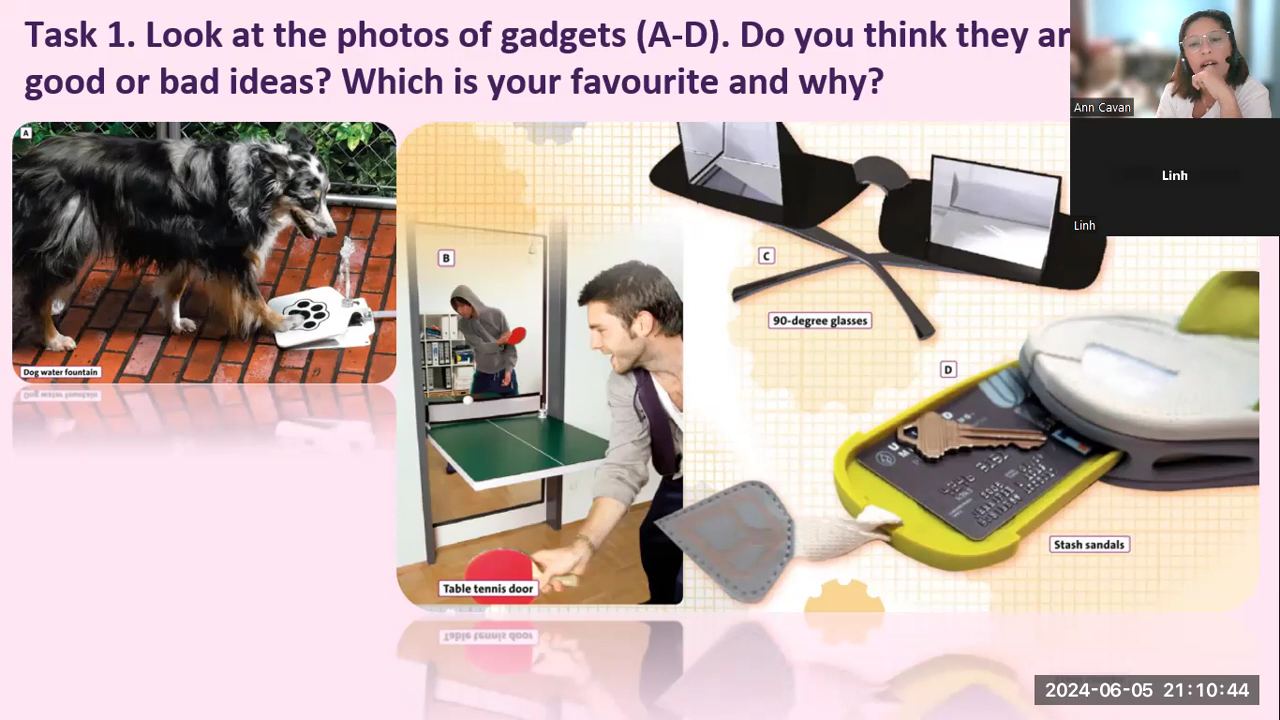 Task 1. Look at the photos of gadgets (A-D). Do you think they ar
good or bad ideas? Which is your favourite and why?
Ann Cavan
Linh
Linh
A
Dog water fountain
B
Table tennis door
C
90-degree glasses
D
Stash sandals
2024-06-05 21:10:44